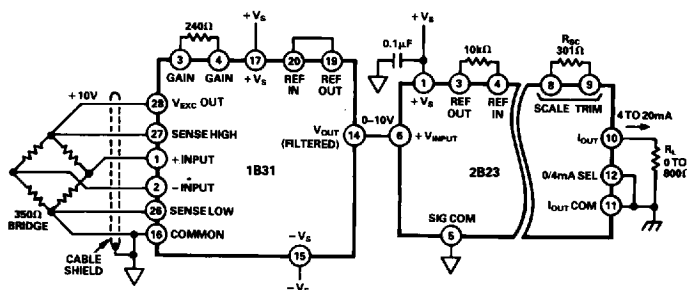 240Ω
+Vs
3
4
17
20
19
GAIN
GAIN
+Vs
REF IN
REF OUT
+10V
28
VEXC OUT
27
SENSE HIGH
1
+INPUT
2
-INPUT
26
SENSE LOW
16
COMMON
350Ω
BRIDGE
CABLE
SHIELD
1B31
VOUT
(FILTERED)
14
-Vs
15
-Vs
0–10V
+Vs
0.1μF
10kΩ
1
3
4
+Vs
REF OUT
REF IN
6
+VINPUT
2B23
SIG COM
5
RSC
301Ω
8
9
SCALE TRIM
4 TO 20mA
10
IOUT
12
0/4mA SEL
11
IOUT COM
RL
0 TO
800Ω